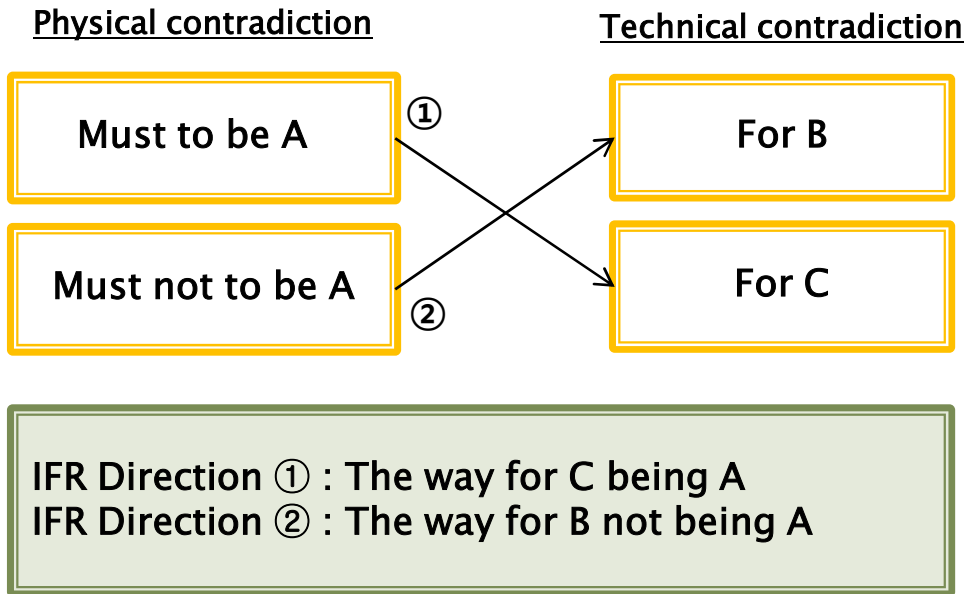 Physical contradiction
Technical contradiction
Must to be A
①
For B
Must not to be A
②
For C
IFR Direction ① : The way for C being A
IFR Direction ② : The way for B not being A